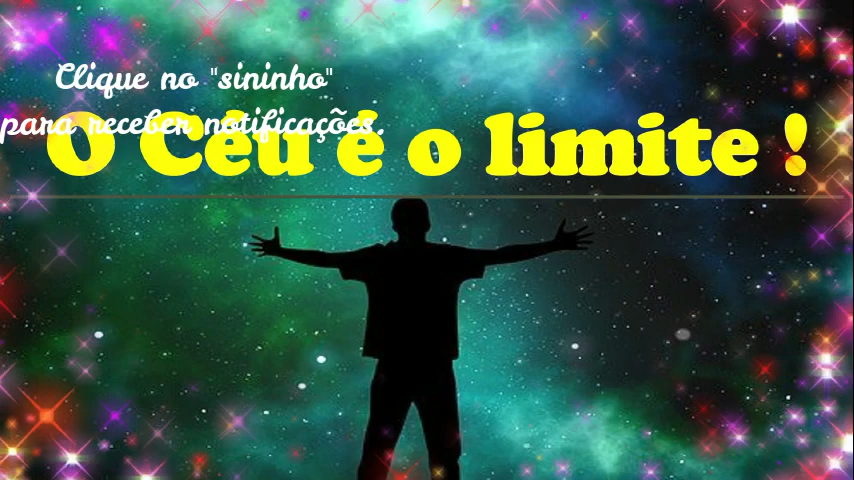 Clique no "sininho"
para receber notificações.
O Céu é o limite !